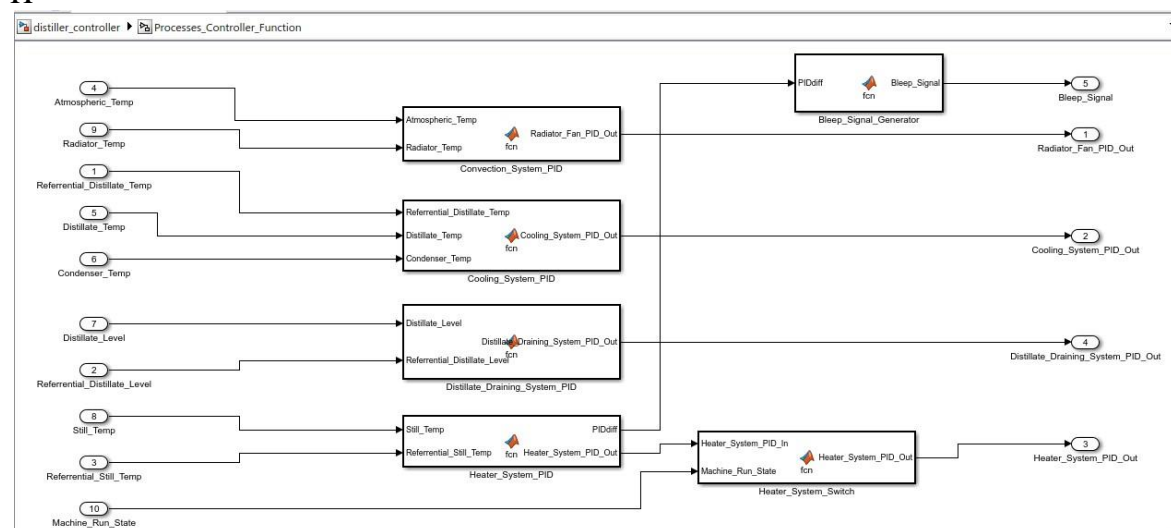 distiller_controller
Processes_Controller_Function
4
Atmospheric_Temp
9
Radiator_Temp
1
Referrential_Distillate_Temp
5
Distillate_Temp
6
Condenser_Temp
7
Distillate_Level
2
Referrential_Distillate_Level
8
Still_Temp
3
Referrential_Still_Temp
10
Machine_Run_State
Atmospheric_Temp
Radiator_Temp
Radiator_Fan_PID_Out
fcn
Convection_System_PID
Referrential_Distillate_Temp
Distillate_Temp
Condenser_Temp
Cooling_System_PID_Out
fcn
Cooling_System_PID
Distillate_Level
Referrential_Distillate_Level
Distillate_Draining_System_PID_Out
fcn
Distillate_Draining_System_PID
Still_Temp
Referrential_Still_Temp
PIDdiff
Heater_System_PID_Out
fcn
Heater_System_PID
PIDdiff
Bleep_Signal
fcn
Bleep_Signal_Generator
Heater_System_PID_In
Machine_Run_State
Heater_System_PID_Out
fcn
Heater_System_Switch
5
Bleep_Signal
1
Radiator_Fan_PID_Out
2
Cooling_System_PID_Out
4
Distillate_Draining_System_PID_Out
3
Heater_System_PID_Out